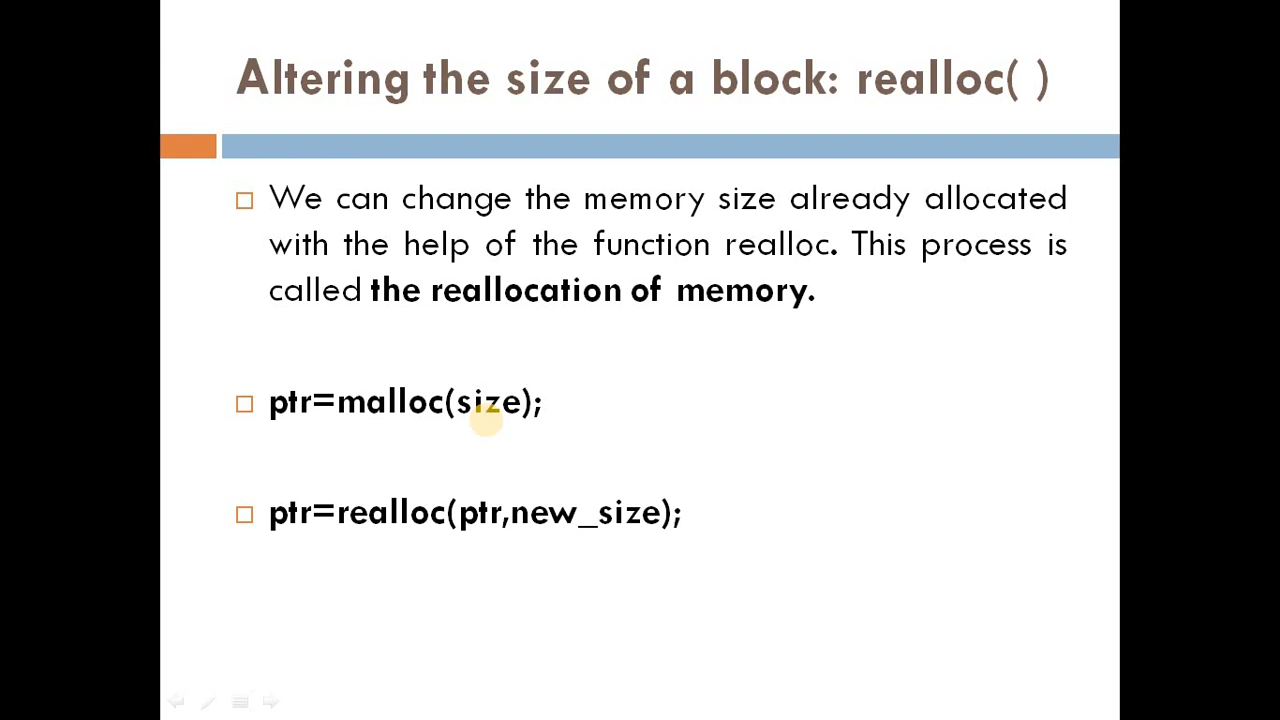 Altering the size of a block: realloc( )
We can change the memory size already allocated
with the help of the function realloc. This process is
called the reallocation of memory.
ptr=malloc(size);
ptr=realloc(ptr,new_size);